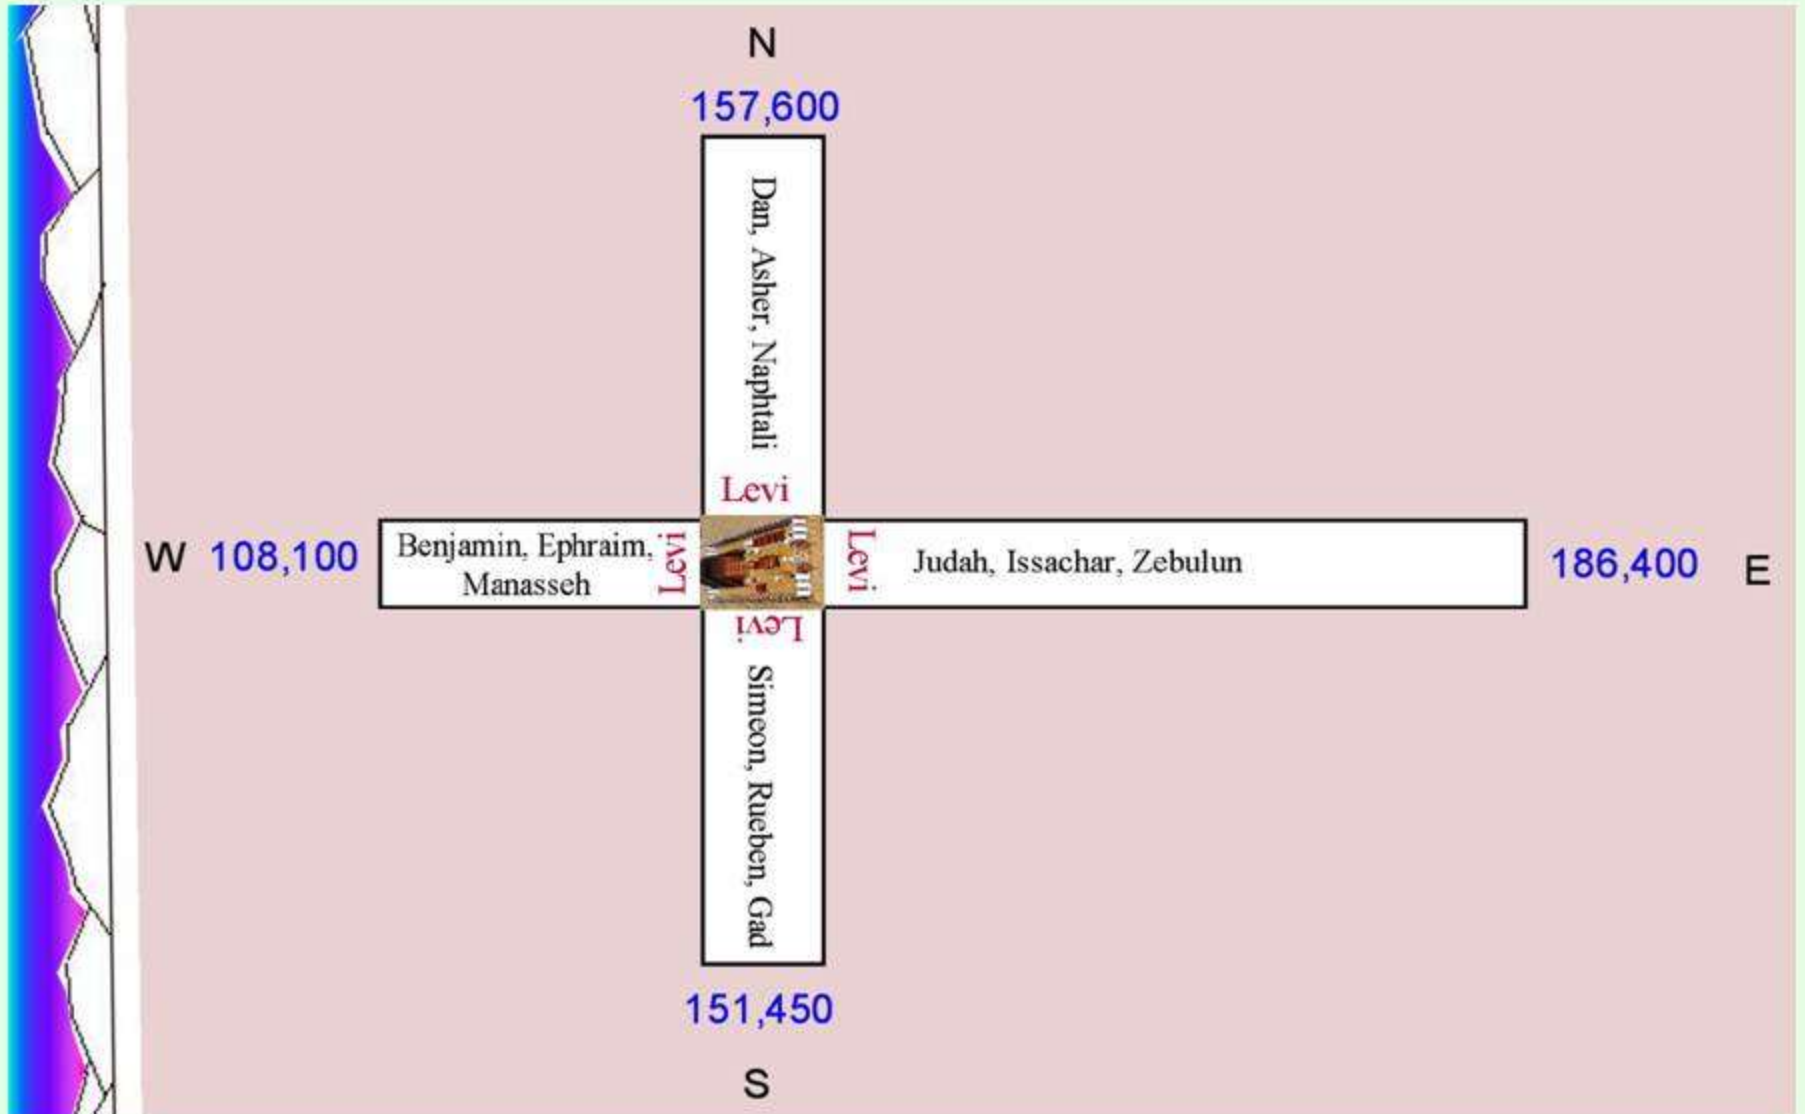 N
157,600
Dan, Asher, Naphtali
Levi
W 108,100
Benjamin, Ephraim,
Manasseh
Levi
Levi
Judah, Issachar, Zebulun
186,400 E
Levi
Simeon, Rueben, Gad
151,450
S